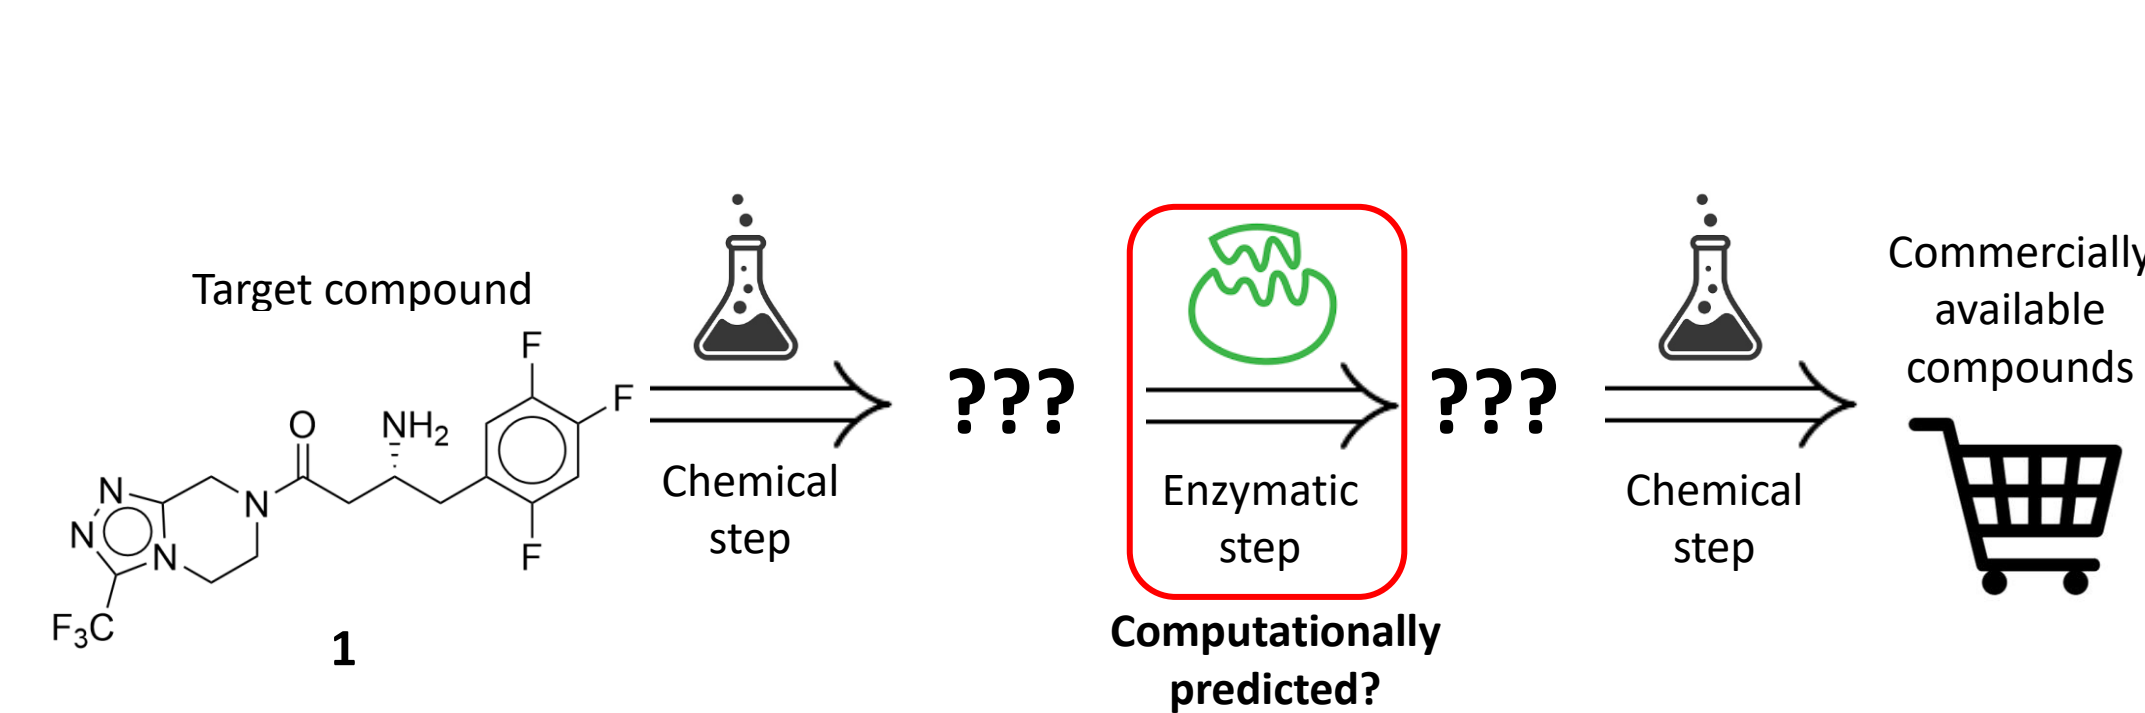 Target compound
F
F
O
NH2
N
N
N
N
F
F3C
1
Chemical
step
???
Enzymatic
step
Computationally
predicted?
???
Chemical
step
Commercially
available
compounds